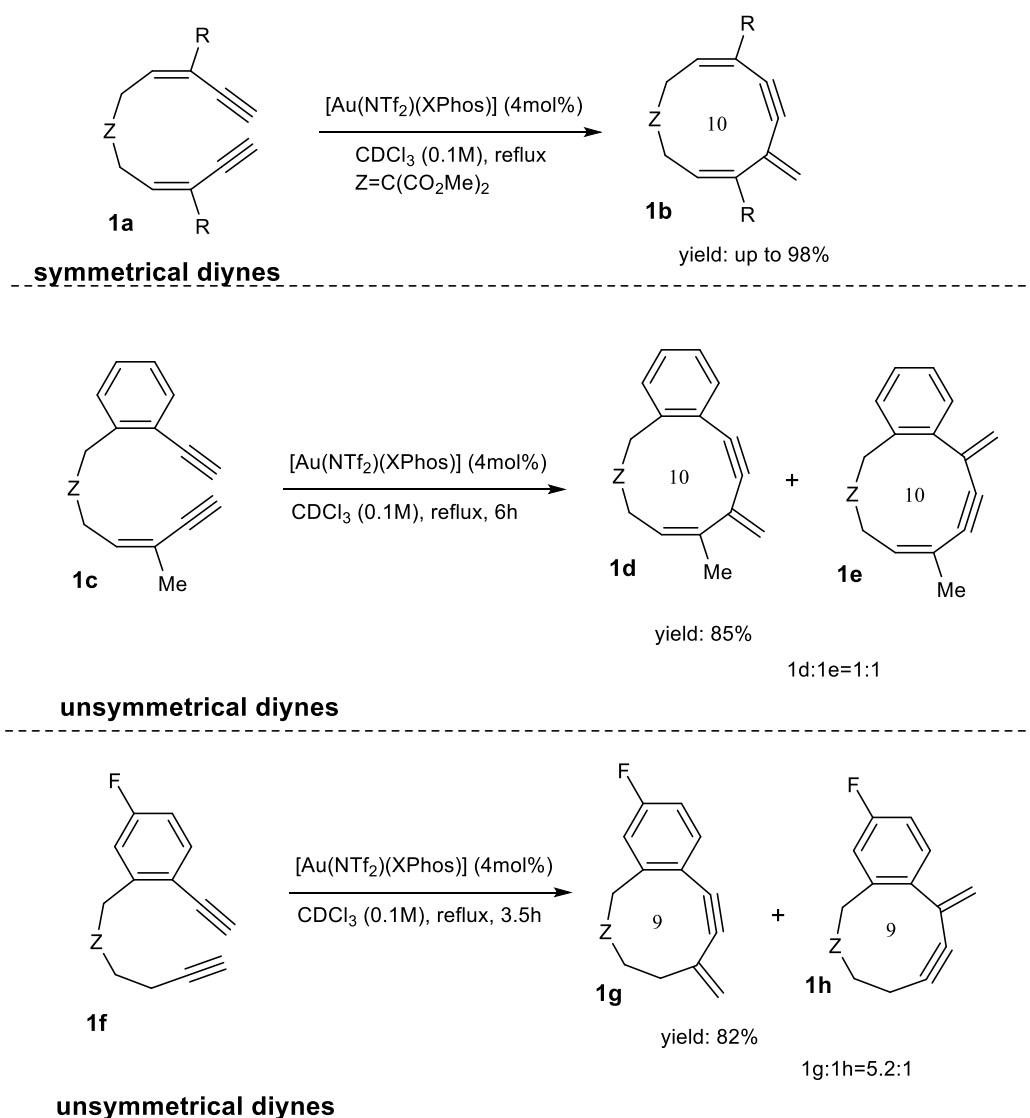 R
R
[Au(NTf2)(XPhos)] (4mol%)
Z
10
Z
CDCl3 (0.1M), reflux
Z=C(CO2Me)2
1a
R
1b
R
yield: up to 98%
symmetrical diynes
[Au(NTf2)(XPhos)] (4mol%)
Z
10
+
Z
10
CDCl3 (0.1M), reflux, 6h
1c
Me
1d
Me
1e
Me
yield: 85%
1d:1e=1:1
unsymmetrical diynes
F
F
F
[Au(NTf2)(XPhos)] (4mol%)
CDCl3 (0.1M), reflux, 3.5h
Z
Z
9
+
Z
9
1f
1g
1h
yield: 82%
1g:1h=5.2:1
unsymmetrical diynes